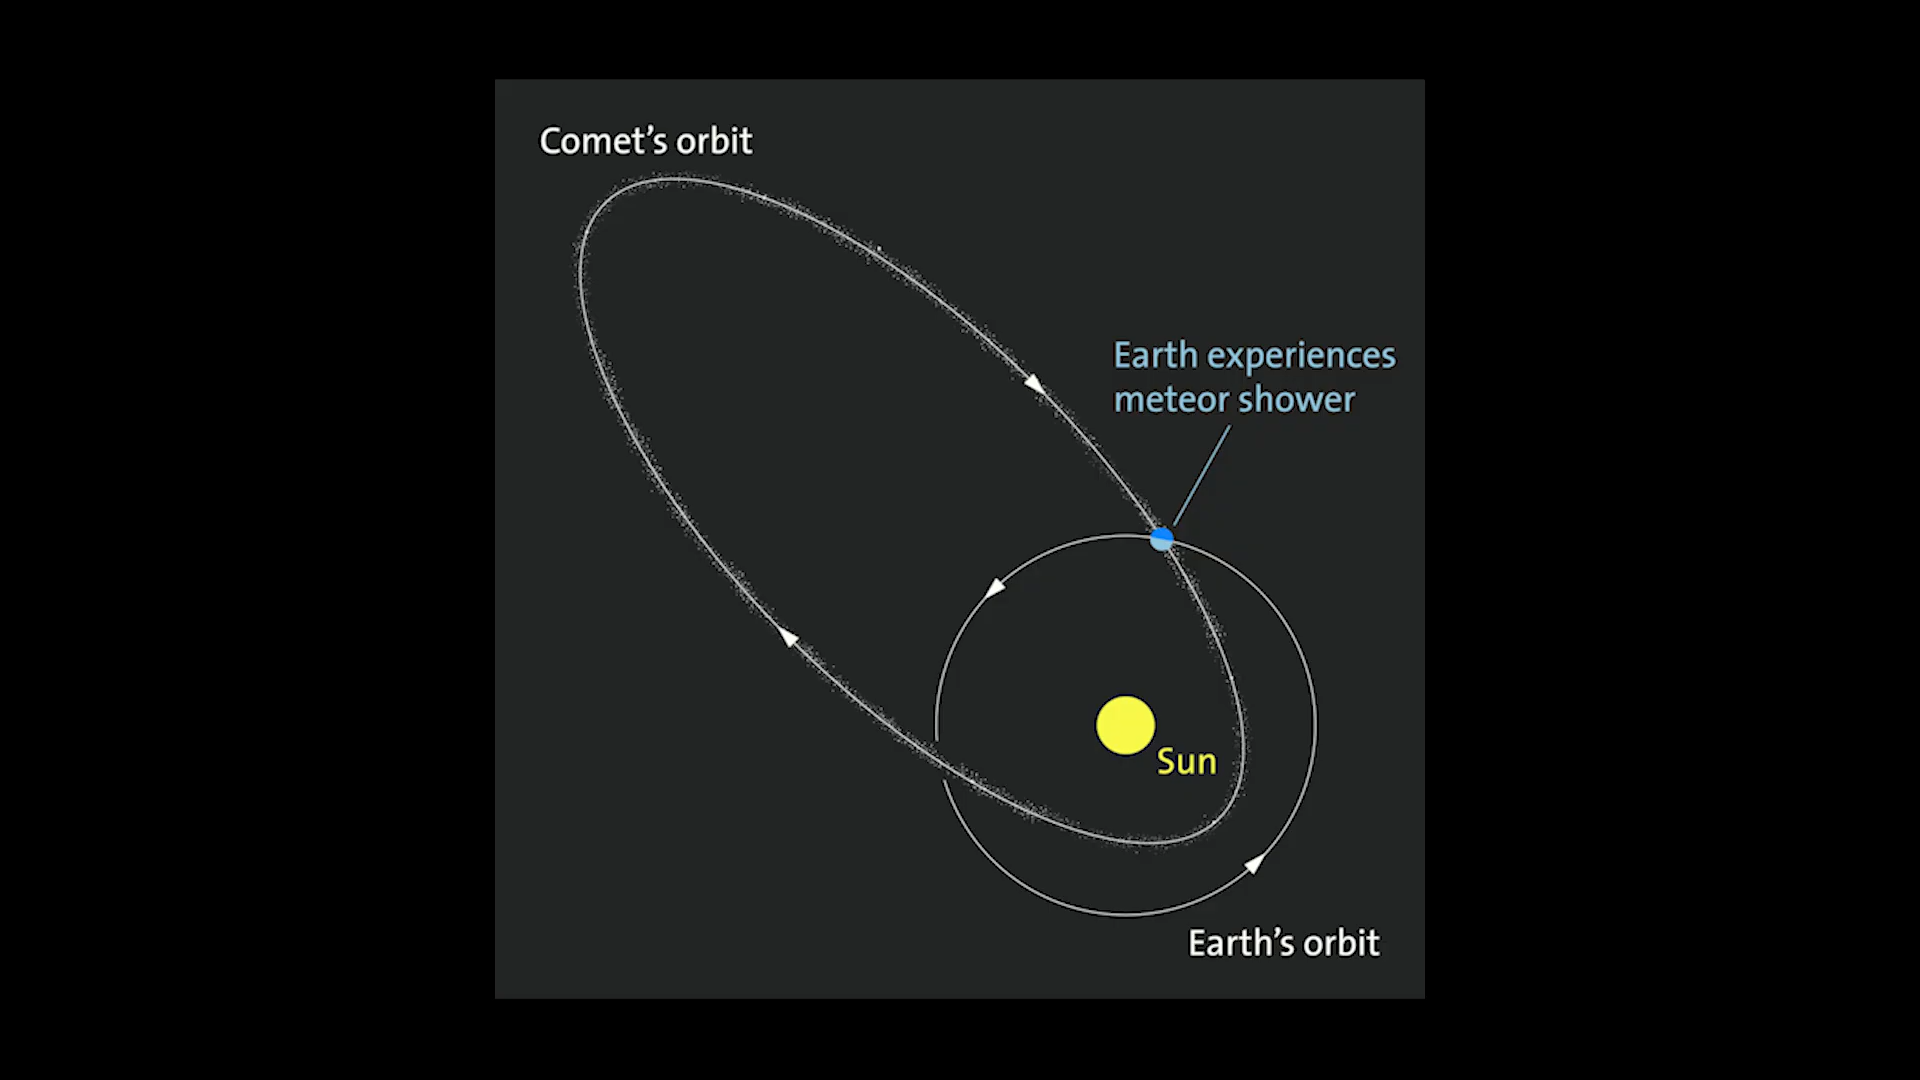 Comet’s orbit
Earth experiences
meteor shower
Sun
Earth’s orbit